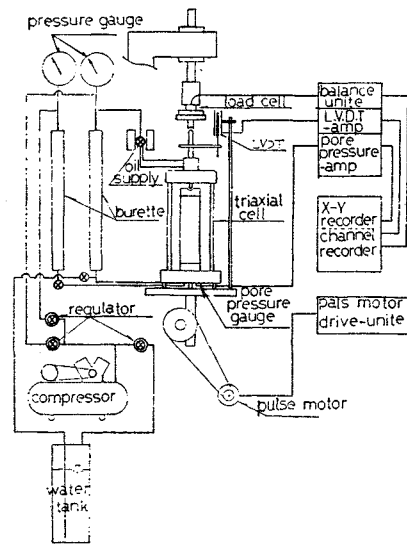 pressure gauge
load cell
balance
unite
L.V.D.T
-amp
pore
pressure
-amp
LVDT
oil
supply
burette
triaxial
cell
X-Y
recorder
channel
recorder
pore
pressure
gauge
regulator
pals motor
drive-unite
compressor
pulse motor
water
tank